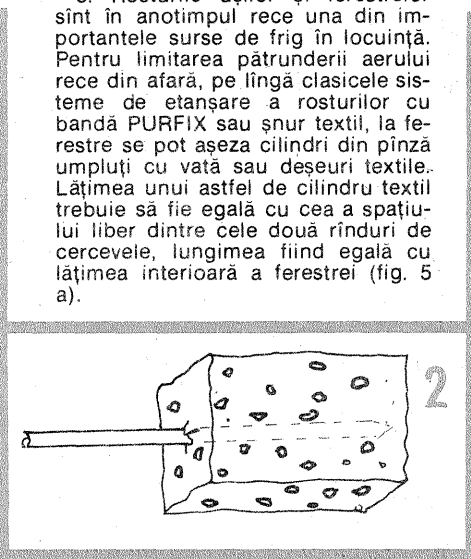 sînt în anotimpul rece una din im-
portantele surse de frig în locuință.
Pentru limitarea pătrunderii aerului
rece din afară, pe lîngă clasicele sis-
teme de etanșare a rosturilor cu
bandă PURFIX sau șnur textil, la fe-
restre se pot așeza cilindri din pînză
umpluți cu vată sau deșeuri textile.
Lățimea unui astfel de cilindru textil
trebuie să fie egală cu cea a spațiu-
lui liber dintre cele două rînduri de
cercevele, lungimea fiind egală cu
lățimea interioară a ferestrei (fig. 5
a).
2